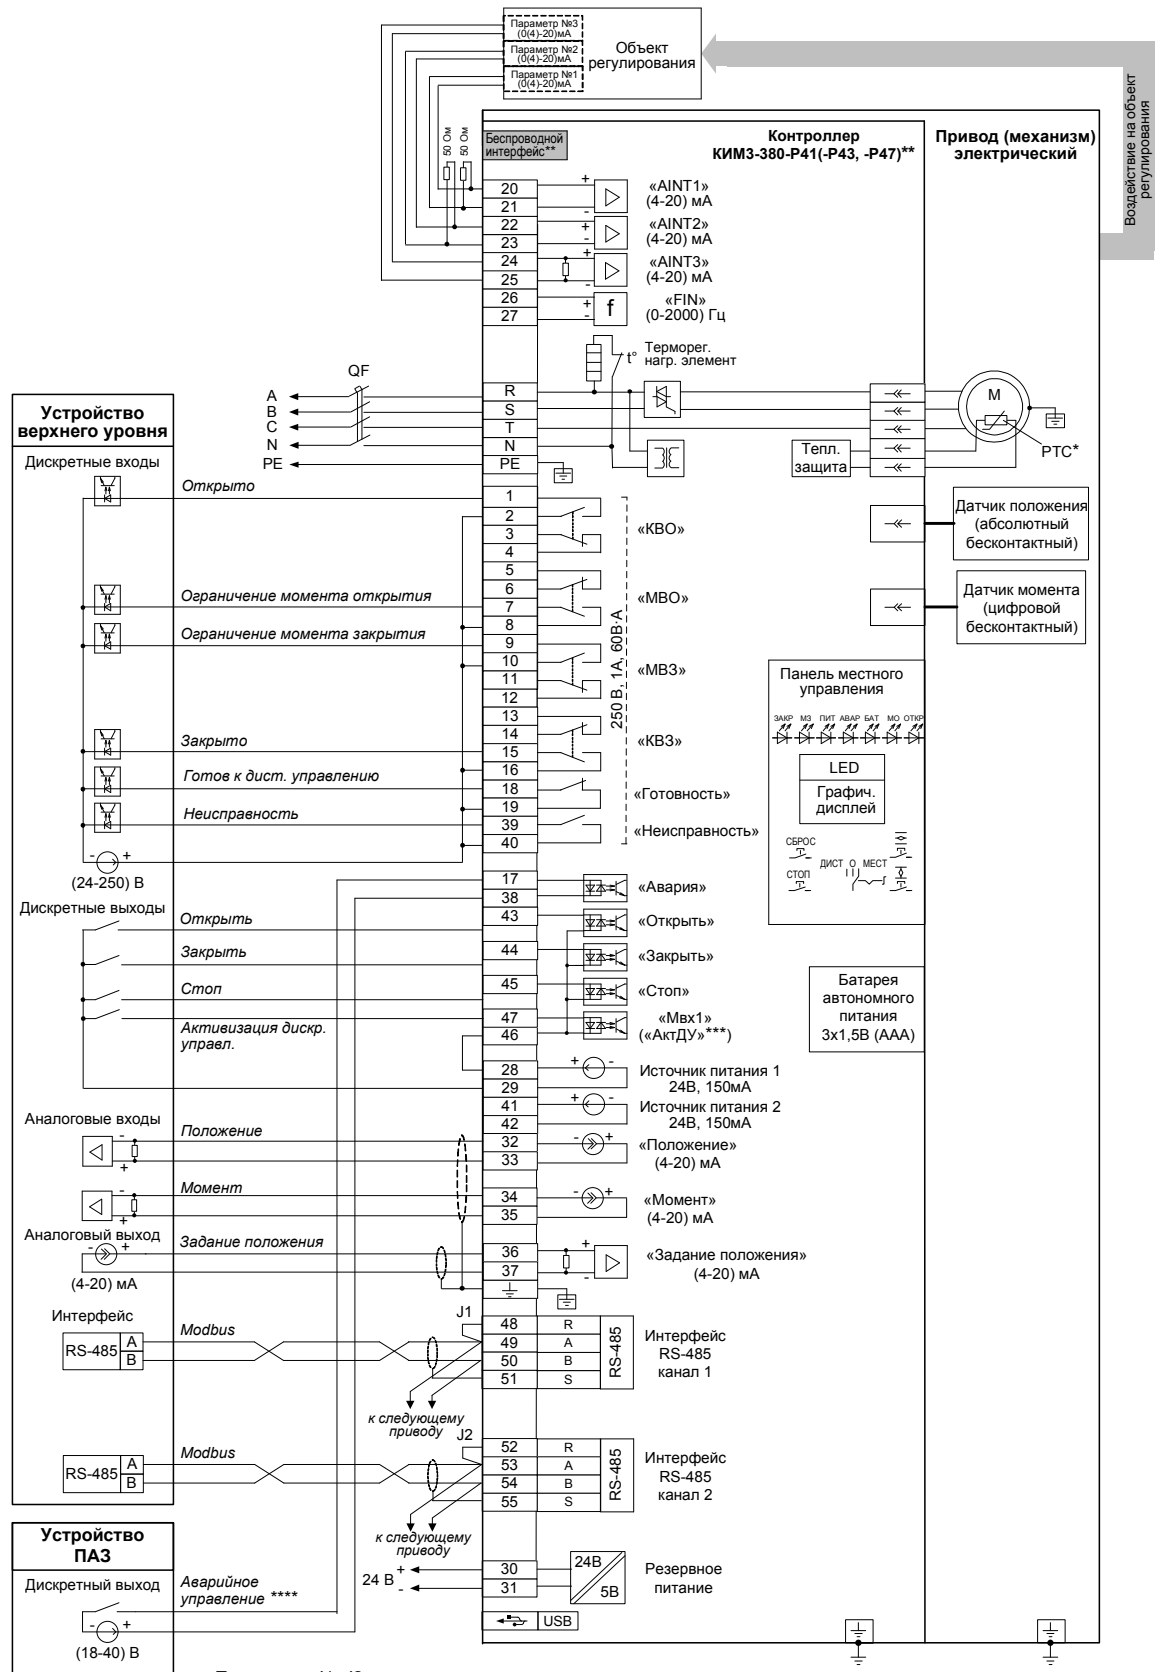 Параметр №3
(0(4)-20)мА
Параметр №2
(0(4)-20)мА
Параметр №1
(0(4)-20)мА
Объект
регулирования
Воздействие на объект
регулирования
50 Ом
50 Ом
Беспроводной
интерфейс**
Контроллер
КИМ3-380-Р41(-Р43, -Р47)**
Привод (механизм)
электрический
20
21
22
23
24
25
26
27
+
-
+
-
+
-
+
-
f
«AINT1»
(4-20) мА
«AINT2»
(4-20) мА
«AINT3»
(4-20) мА
«FIN»
(0-2000) Гц
t°
Терморег.
нагр. элемент
QF
A
B
C
N
PE
R
S
T
N
PE
Тепл.
защита
M
PTC*
Устройство
верхнего уровня
Дискретные входы
Открыто
Ограничение момента открытия
Ограничение момента закрытия
Закрыто
Готов к дист. управлению
Неисправность
- +
(24-250) В
1
2
3
4
5
6
7
8
9
10
11
12
13
14
15
16
18
19
39
40
«КВО»
«МВО»
«МВЗ»
«КВЗ»
«Готовность»
«Неисправность»
250 В, 1А, 60В·А
Датчик положения
(абсолютный
бесконтактный)
Датчик момента
(цифровой
бесконтактный)
Панель местного
управления
ЗАКР МЗ ПИТ АВАР БАТ МО ОТКР
LED
Графич.
дисплей
СБРОС
СТОП
ДИСТ О МЕСТ
Дискретные выходы
Открыть
Закрыть
Стоп
Активизация дискр.
управл.
17
38
43
44
45
47
46
28
29
41
42
32
33
34
35
36
37
«Авария»
«Открыть»
«Закрыть»
«Стоп»
«Мвх1»
(«АктДУ»***)
Батарея
автономного
питания
3х1,5В (ААА)
+ -
Источник питания 1
24В, 150мА
+ -
Источник питания 2
24В, 150мА
- +
«Положение»
(4-20) мА
- +
«Момент»
(4-20) мА
+
-
«Задание положения»
(4-20) мА
Аналоговые входы
-
+
Положение
-
+
Момент
Аналоговый выход
- +
Задание положения
(4-20) мА
Интерфейс
RS-485
A
B
Modbus
J1
48 R
49 A
50 B
51 S
RS-485
Интерфейс
RS-485
канал 1
к следующему
приводу
RS-485
A
B
Modbus
J2
52 R
53 A
54 B
55 S
RS-485
Интерфейс
RS-485
канал 2
к следующему
приводу
24 В
+
-
30
31
24В
5В
Резервное
питание
USB
Устройство
ПАЗ
Дискретный выход
Аварийное
управление ****
- +
(18-40) В